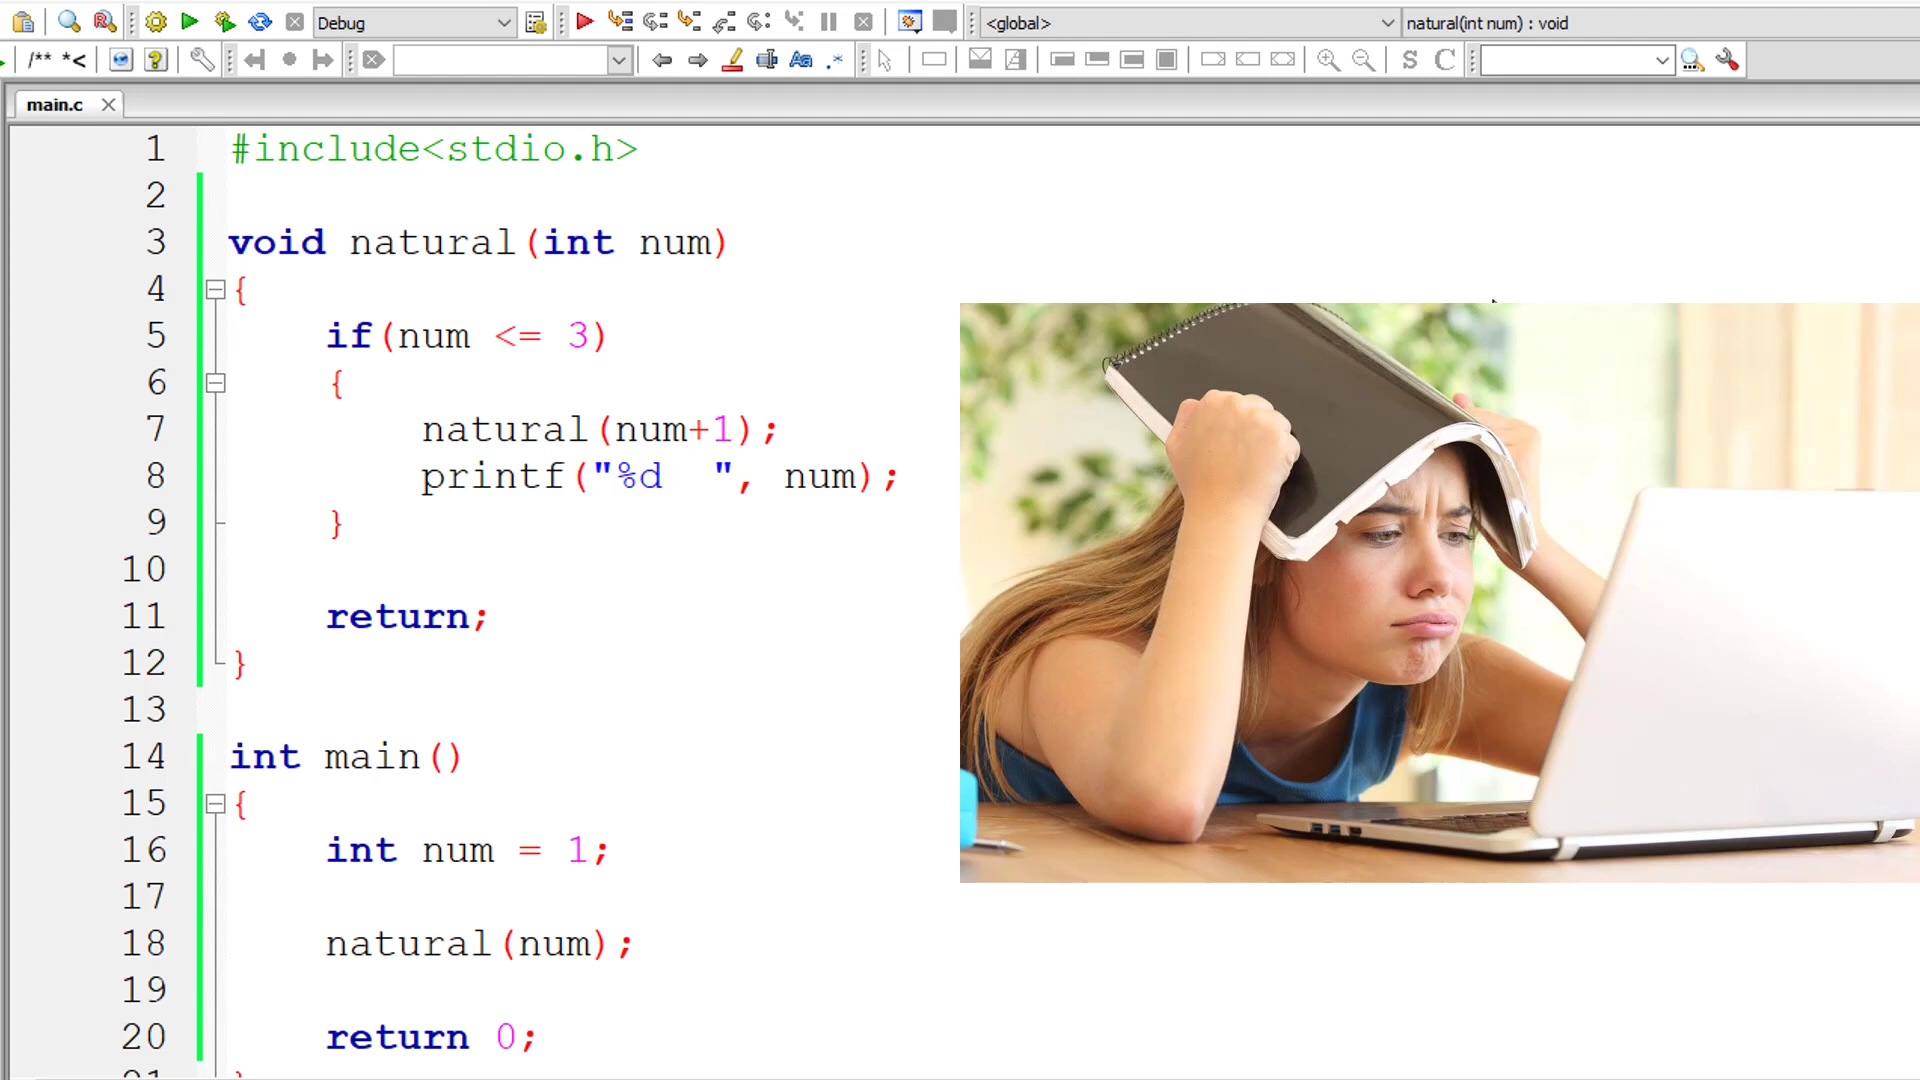 Debug
<global>
natural(int num) : void
/** *<
main.c
1 #include<stdio.h>
2
3 void natural(int num)
4 {
5 if(num <= 3)
6 {
7 natural(num+1);
8 printf("%d  ", num);
9 }
10
11 return;
12 }
13
14 int main()
15 {
16 int num = 1;
17
18 natural(num);
19
20 return 0;